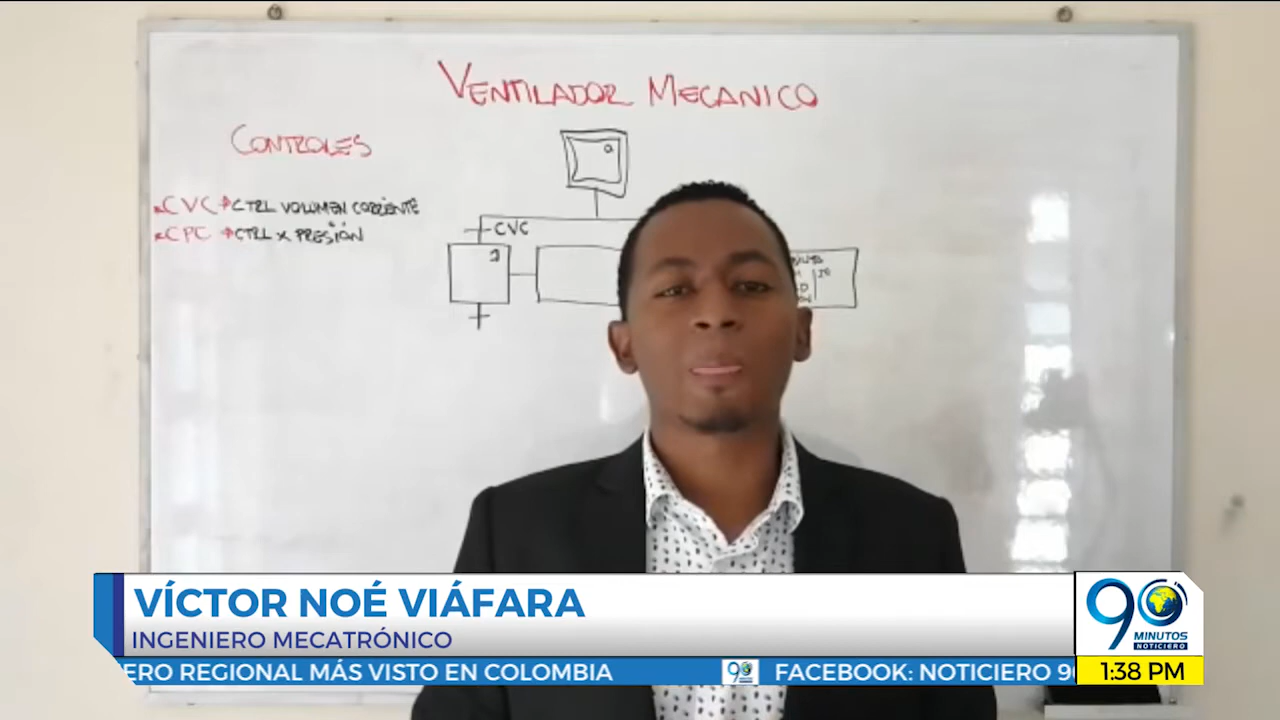 VENTILADOR MECANICO
CONTROLES
CVC → CTRL VOLUMEN CORRIENTE
CPC → CTRL X PRESIÓN
CVC
VÍCTOR NOÉ VIÁFARA
INGENIERO MECATRÓNICO
90
MINUTOS
NOTICIERO
ERO REGIONAL MÁS VISTO EN COLOMBIA
90
FACEBOOK: NOTICIERO 9
1:38 PM